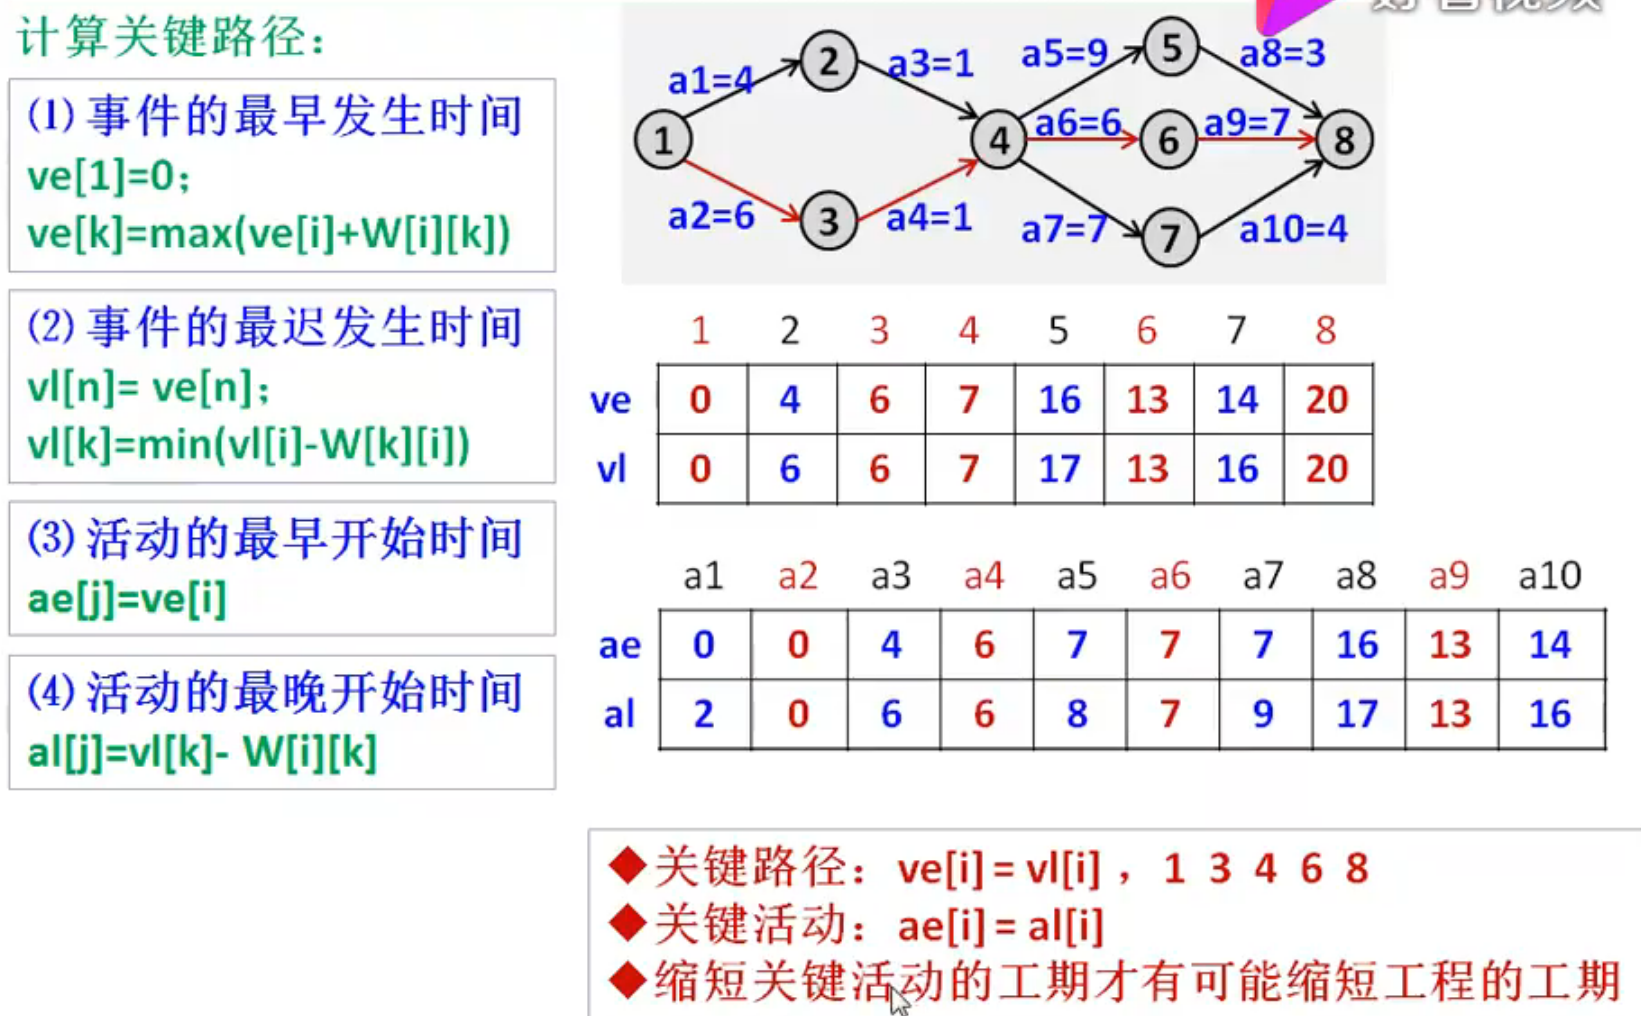 计算关键路径：
(1) 事件的最早发生时间
ve[1]=0；
ve[k]=max(ve[i]+W[i][k])
(2) 事件的最迟发生时间
vl[n]= ve[n]；
vl[k]=min(vl[i]-W[k][i])
(3) 活动的最早开始时间
ae[j]=ve[i]
(4) 活动的最晚开始时间
al[j]=vl[k]- W[i][k]
a1=4 2 a3=1 a5=9 5 a8=3
1 4 a6=6 6 a9=7 8
a2=6 3 a4=1 a7=7 7 a10=4
1 2 3 4 5 6 7 8
ve 0 4 6 7 16 13 14 20
vl 0 6 6 7 17 13 16 20
a1 a2 a3 a4 a5 a6 a7 a8 a9 a10
ae 0 0 4 6 7 7 7 16 13 14
al 2 0 6 6 8 7 9 17 13 16
◆关键路径：ve[i] = vl[i] ，1 3 4 6 8
◆关键活动：ae[i] = al[i]
◆缩短关键活动的工期才有可能缩短工程的工期